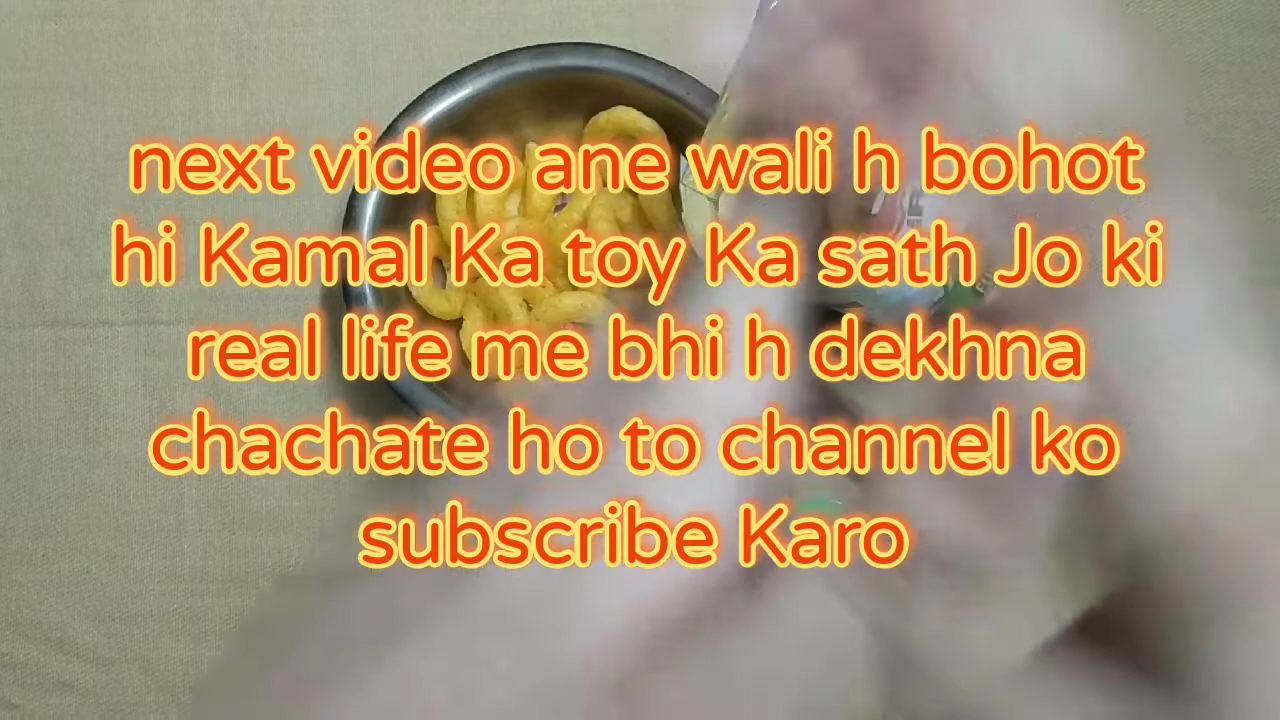 next video ane wali h bohot
hi Kamal Ka toy Ka sath Jo ki
real life me bhi h dekhna
chachate ho to channel ko
subscribe Karo